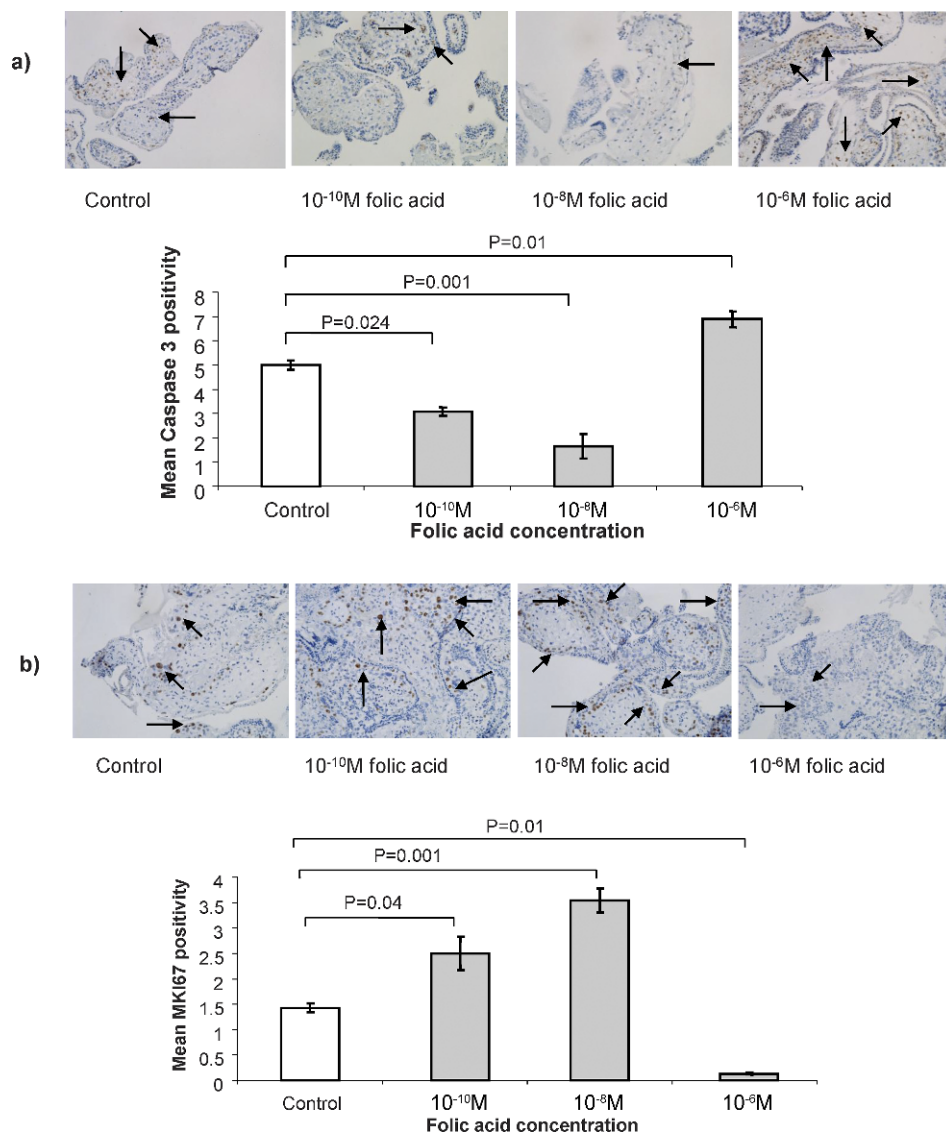 a)
Control 10⁻¹⁰M folic acid 10⁻⁸M folic acid 10⁻⁶M folic acid
P=0.01
P=0.001
P=0.024
Mean Caspase 3 positivity
8
7
6
5
4
3
2
1
0
Control 10⁻¹⁰M 10⁻⁸M 10⁻⁶M
Folic acid concentration
b)
Control 10⁻¹⁰M folic acid 10⁻⁸M folic acid 10⁻⁶M folic acid
P=0.01
P=0.001
P=0.04
Mean MKI67 positivity
4
3.5
3
2.5
2
1.5
1
0.5
0
Control 10⁻¹⁰M 10⁻⁸M 10⁻⁶M
Folic acid concentration